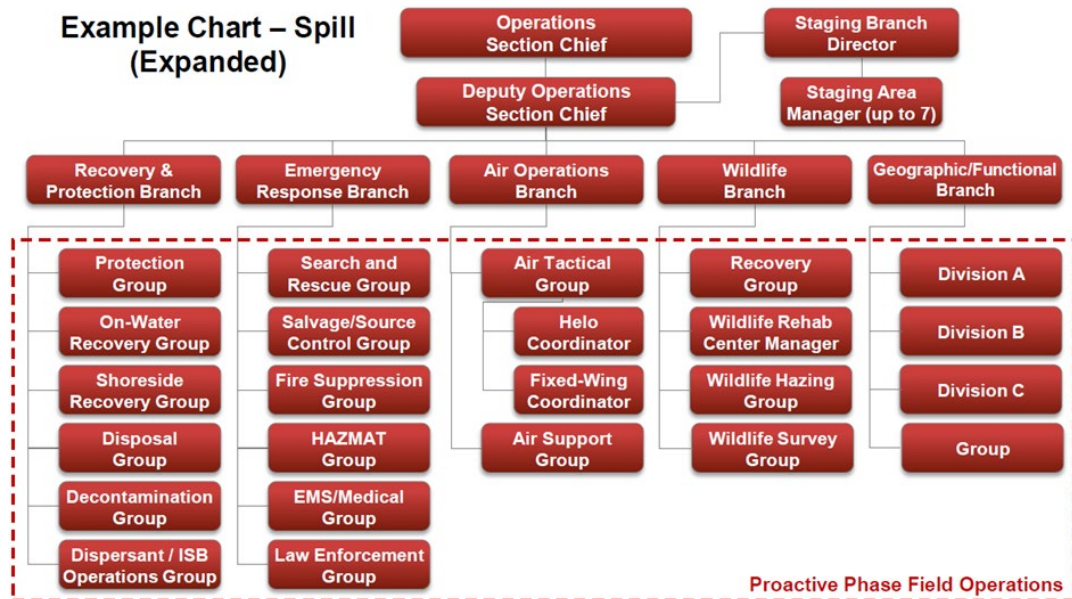 Example Chart – Spill
(Expanded)
Operations
Section Chief
Staging Branch
Director
Deputy Operations
Section Chief
Staging Area
Manager (up to 7)
Recovery &
Protection Branch
Emergency
Response Branch
Air Operations
Branch
Wildlife
Branch
Geographic/Functional
Branch
Protection
Group
On-Water
Recovery Group
Shoreside
Recovery Group
Disposal
Group
Decontamination
Group
Dispersant / ISB
Operations Group
Search and
Rescue Group
Salvage/Source
Control Group
Fire Suppression
Group
HAZMAT
Group
EMS/Medical
Group
Law Enforcement
Group
Air Tactical
Group
Helo
Coordinator
Fixed-Wing
Coordinator
Air Support
Group
Recovery
Group
Wildlife Rehab
Center Manager
Wildlife Hazing
Group
Wildlife Survey
Group
Division A
Division B
Division C
Group
Proactive Phase Field Operations